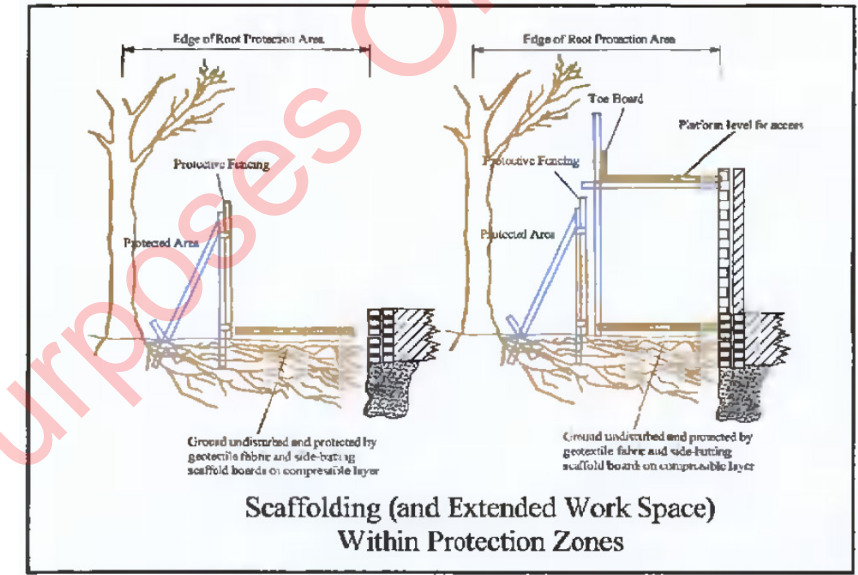 Edge of Root Protection Area
Protective Fencing
Protected Area
Ground undisturbed and protected by
geotextile fabric and side-butting
scaffold boards on compressible layer
Edge of Root Protection Area
Toe Board
Platform level for access
Protective Fencing
Protected Area
Ground undisturbed and protected by
geotextile fabric and side-butting
scaffold boards on compressible layer
Scaffolding (and Extended Work Space)
Within Protection Zones
urposes O